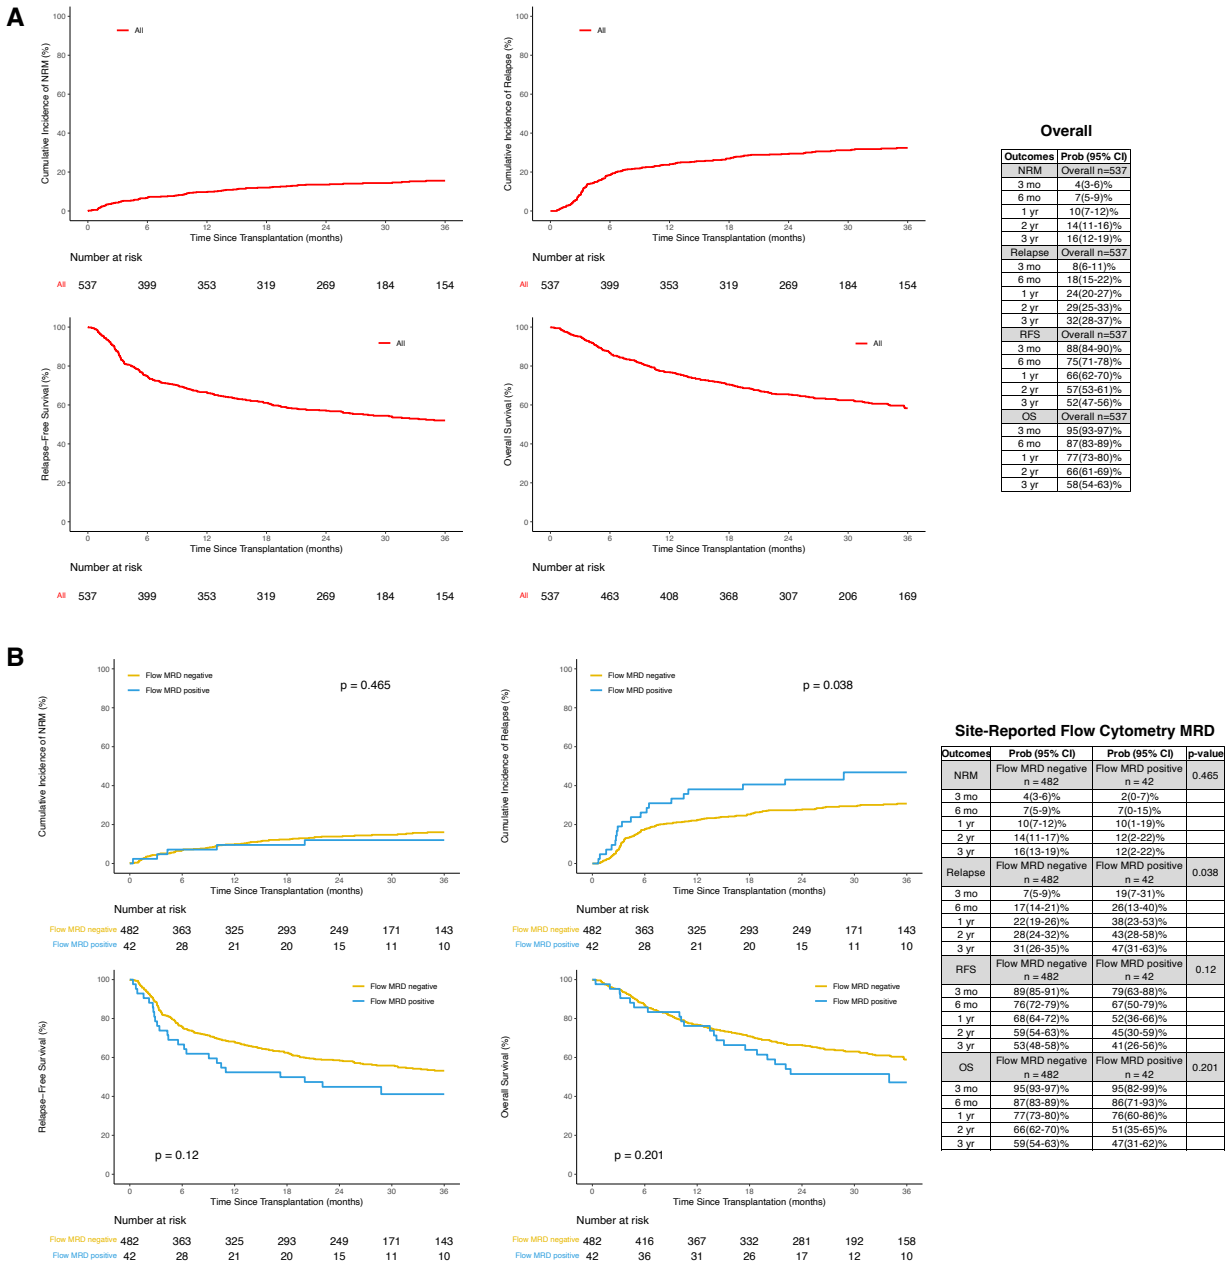 A
Cumulative Incidence of NRM (%)
100
80
60
40
20
0
All
0 6 12 18 24 30 36
Time Since Transplantation (months)
Number at risk
All 537 399 353 319 269 184 154
Cumulative Incidence of Relapse (%)
100
80
60
40
20
0
All
0 6 12 18 24 30 36
Time Since Transplantation (months)
Number at risk
All 537 399 353 319 269 184 154
Relapse−Free Survival (%)
100
80
60
40
20
0
All
0 6 12 18 24 30 36
Time Since Transplantation (months)
Number at risk
All 537 399 353 319 269 184 154
Overall Survival (%)
100
80
60
40
20
0
All
0 6 12 18 24 30 36
Time Since Transplantation (months)
Number at risk
All 537 463 408 368 307 206 169
Overall
Outcomes Prob (95% CI)
NRM Overall n=537
3 mo 4(3-6)%
6 mo 7(5-9)%
1 yr 10(7-12)%
2 yr 14(11-16)%
3 yr 16(12-19)%
Relapse Overall n=537
3 mo 8(6-11)%
6 mo 18(15-22)%
1 yr 24(20-27)%
2 yr 29(25-33)%
3 yr 32(28-37)%
RFS Overall n=537
3 mo 88(84-90)%
6 mo 75(71-78)%
1 yr 66(62-70)%
2 yr 57(53-61)%
3 yr 52(47-56)%
OS Overall n=537
3 mo 95(93-97)%
6 mo 87(83-89)%
1 yr 77(73-80)%
2 yr 66(61-69)%
3 yr 58(54-63)%
B
Cumulative Incidence of NRM (%)
100
80
60
40
20
0
Flow MRD negative
Flow MRD positive
p = 0.465
0 6 12 18 24 30 36
Time Since Transplantation (months)
Number at risk
Flow MRD negative 482 363 325 293 249 171 143
Flow MRD positive 42 28 21 20 15 11 10
Cumulative Incidence of Relapse (%)
100
80
60
40
20
0
Flow MRD negative
Flow MRD positive
p = 0.038
0 6 12 18 24 30 36
Time Since Transplantation (months)
Number at risk
Flow MRD negative 482 363 325 293 249 171 143
Flow MRD positive 42 28 21 20 15 11 10
Relapse−Free Survival (%)
100
80
60
40
20
0
Flow MRD negative
Flow MRD positive
p = 0.12
0 6 12 18 24 30 36
Time Since Transplantation (months)
Number at risk
Flow MRD negative 482 363 325 293 249 171 143
Flow MRD positive 42 28 21 20 15 11 10
Overall Survival (%)
100
80
60
40
20
0
Flow MRD negative
Flow MRD positive
p = 0.201
0 6 12 18 24 30 36
Time Since Transplantation (months)
Number at risk
Flow MRD negative 482 416 367 332 281 192 158
Flow MRD positive 42 36 31 26 17 12 10
Site-Reported Flow Cytometry MRD
Outcomes Prob (95% CI) Prob (95% CI) p-value
NRM Flow MRD negative n = 482 Flow MRD positive n = 42 0.465
3 mo 4(3-6)% 2(0-7)%
6 mo 7(5-9)% 7(0-15)%
1 yr 10(7-12)% 10(1-19)%
2 yr 14(11-17)% 12(2-22)%
3 yr 16(13-19)% 12(2-22)%
Relapse Flow MRD negative n = 482 Flow MRD positive n = 42 0.038
3 mo 7(5-9)% 19(7-31)%
6 mo 17(14-21)% 26(13-40)%
1 yr 22(19-26)% 38(23-53)%
2 yr 28(24-32)% 43(28-58)%
3 yr 31(26-35)% 47(31-63)%
RFS Flow MRD negative n = 482 Flow MRD positive n = 42 0.12
3 mo 89(85-91)% 79(63-88)%
6 mo 76(72-79)% 67(50-79)%
1 yr 68(64-72)% 52(36-66)%
2 yr 59(54-63)% 45(30-59)%
3 yr 53(48-58)% 41(26-56)%
OS Flow MRD negative n = 482 Flow MRD positive n = 42 0.201
3 mo 95(93-97)% 95(82-99)%
6 mo 87(83-89)% 86(71-93)%
1 yr 77(73-80)% 76(60-86)%
2 yr 66(62-70)% 51(35-65)%
3 yr 59(54-63)% 47(31-62)%